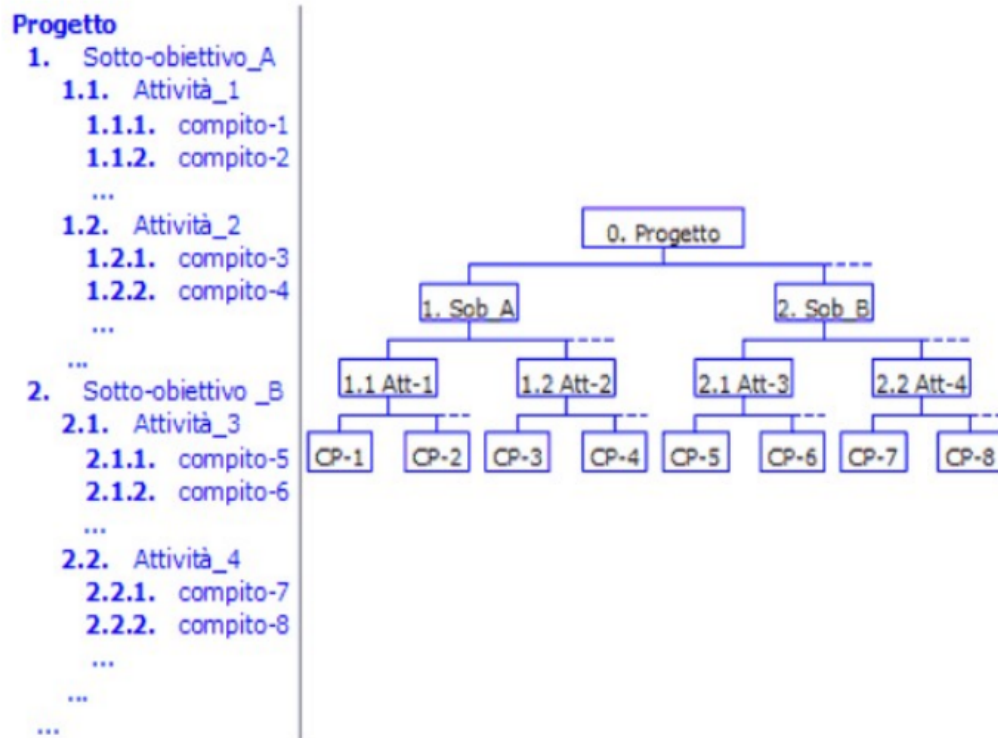 Progetto
1. Sotto-obiettivo_A
1.1. Attività_1
1.1.1. compito-1
1.1.2. compito-2
...
1.2. Attività_2
1.2.1. compito-3
1.2.2. compito-4
...
...
2. Sotto-obiettivo _B
2.1. Attività_3
2.1.1. compito-5
2.1.2. compito-6
...
2.2. Attività_4
2.2.1. compito-7
2.2.2. compito-8
...
...
...
0. Progetto
1. Sob_A 2. Sob_B
1.1 Att-1 1.2 Att-2 2.1 Att-3 2.2 Att-4
CP-1 CP-2 CP-3 CP-4 CP-5 CP-6 CP-7 CP-8